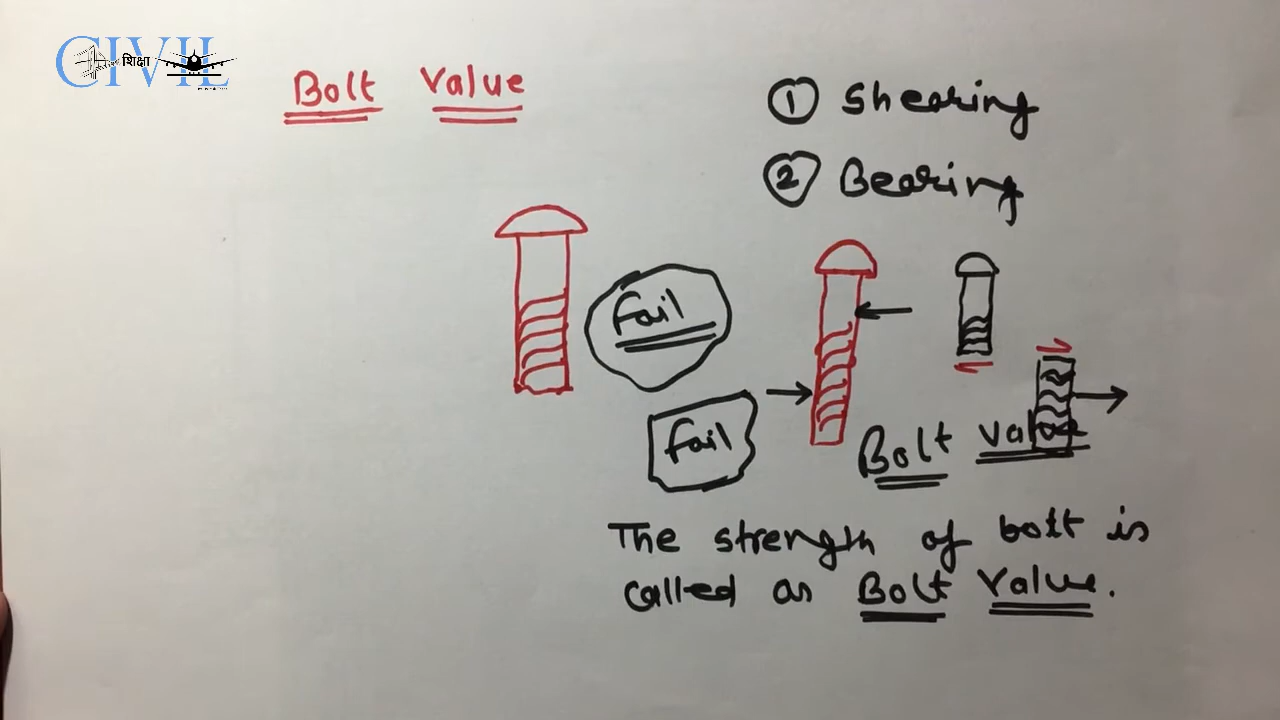 CIVIL
शिक्षा
Bolt Value
① Shearing
② Bearing
Fail
Fail
Bolt Value
The strength of bolt is
called as Bolt Value.